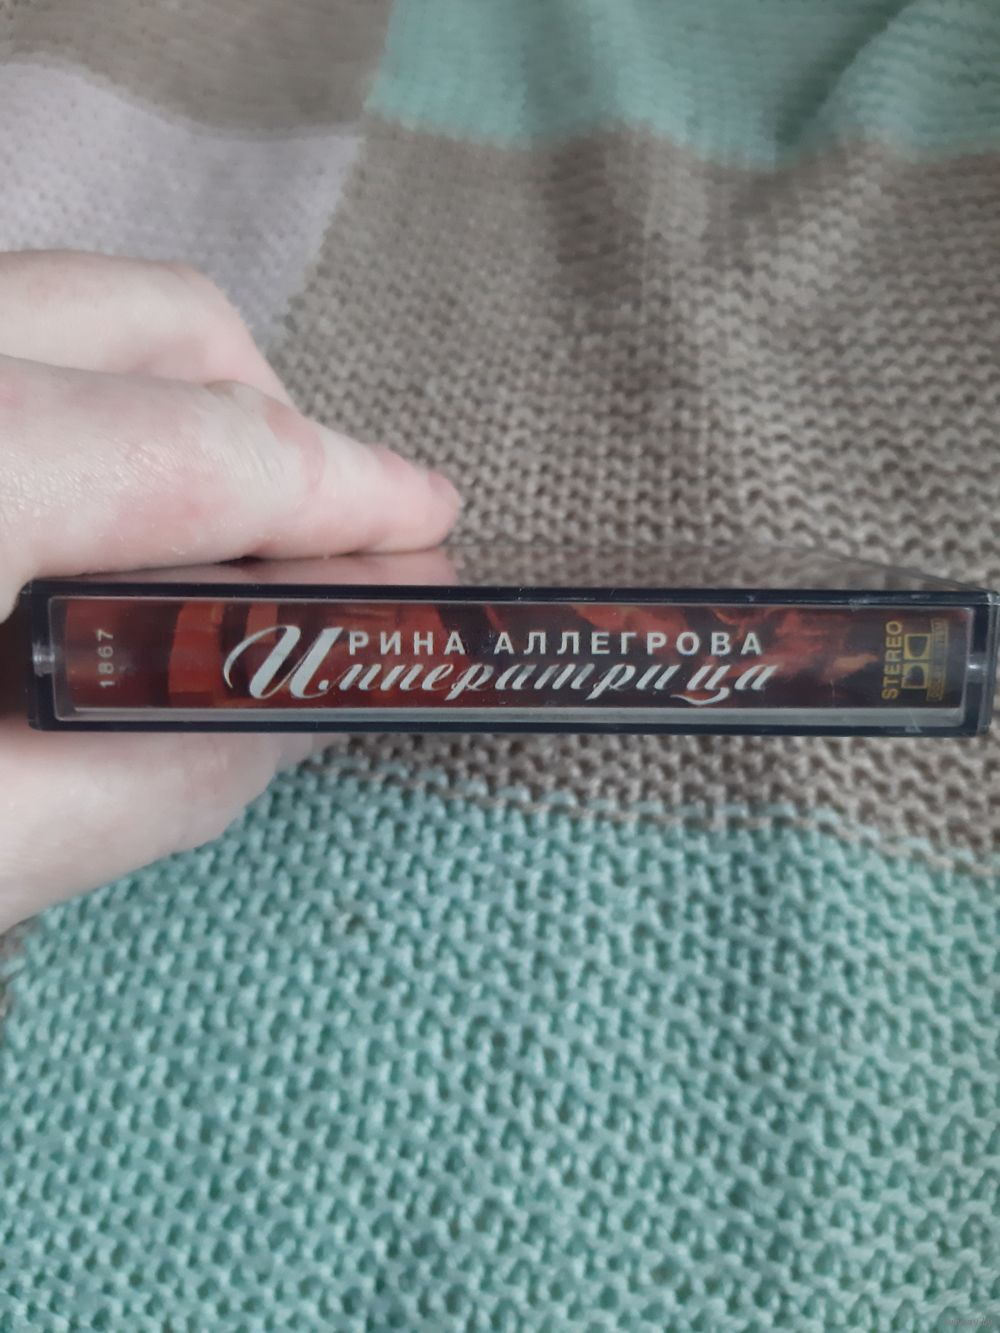 1867
ИРИНА АЛЛЕГРОВА
Императрица
STEREO